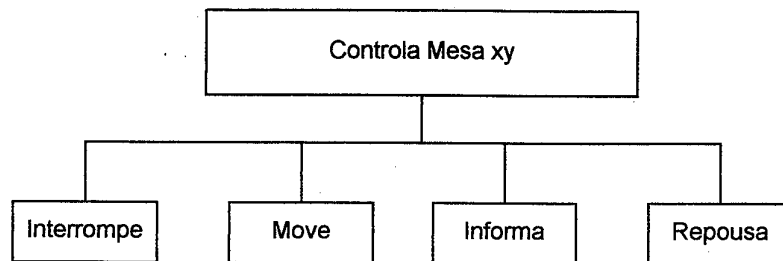 Controla Mesa xy
Interrompe
Move
Informa
Repousa